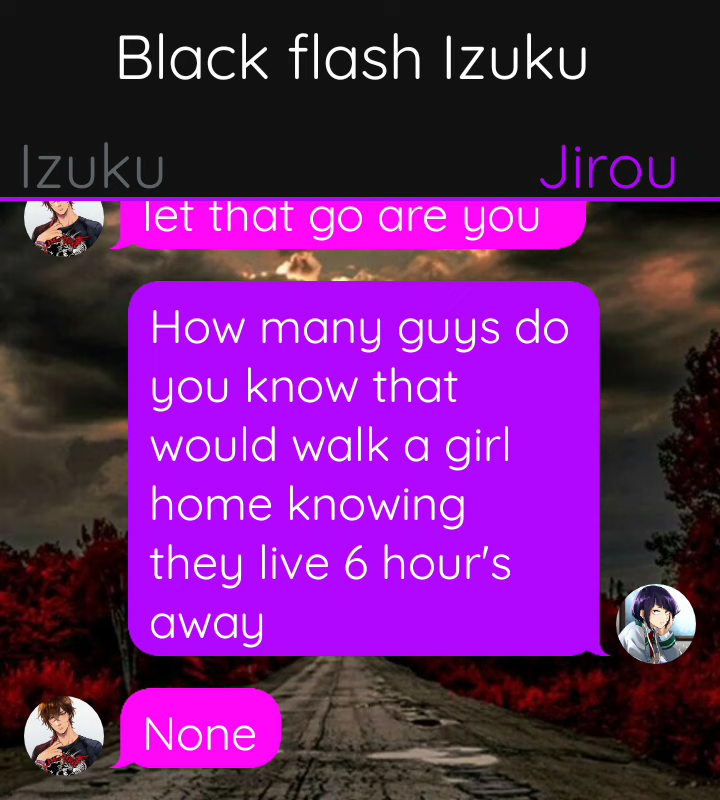 Black flash Izuku
Izuku
Jirou
let that go are you
How many guys do
you know that
would walk a girl
home knowing
they live 6 hour's
away
None